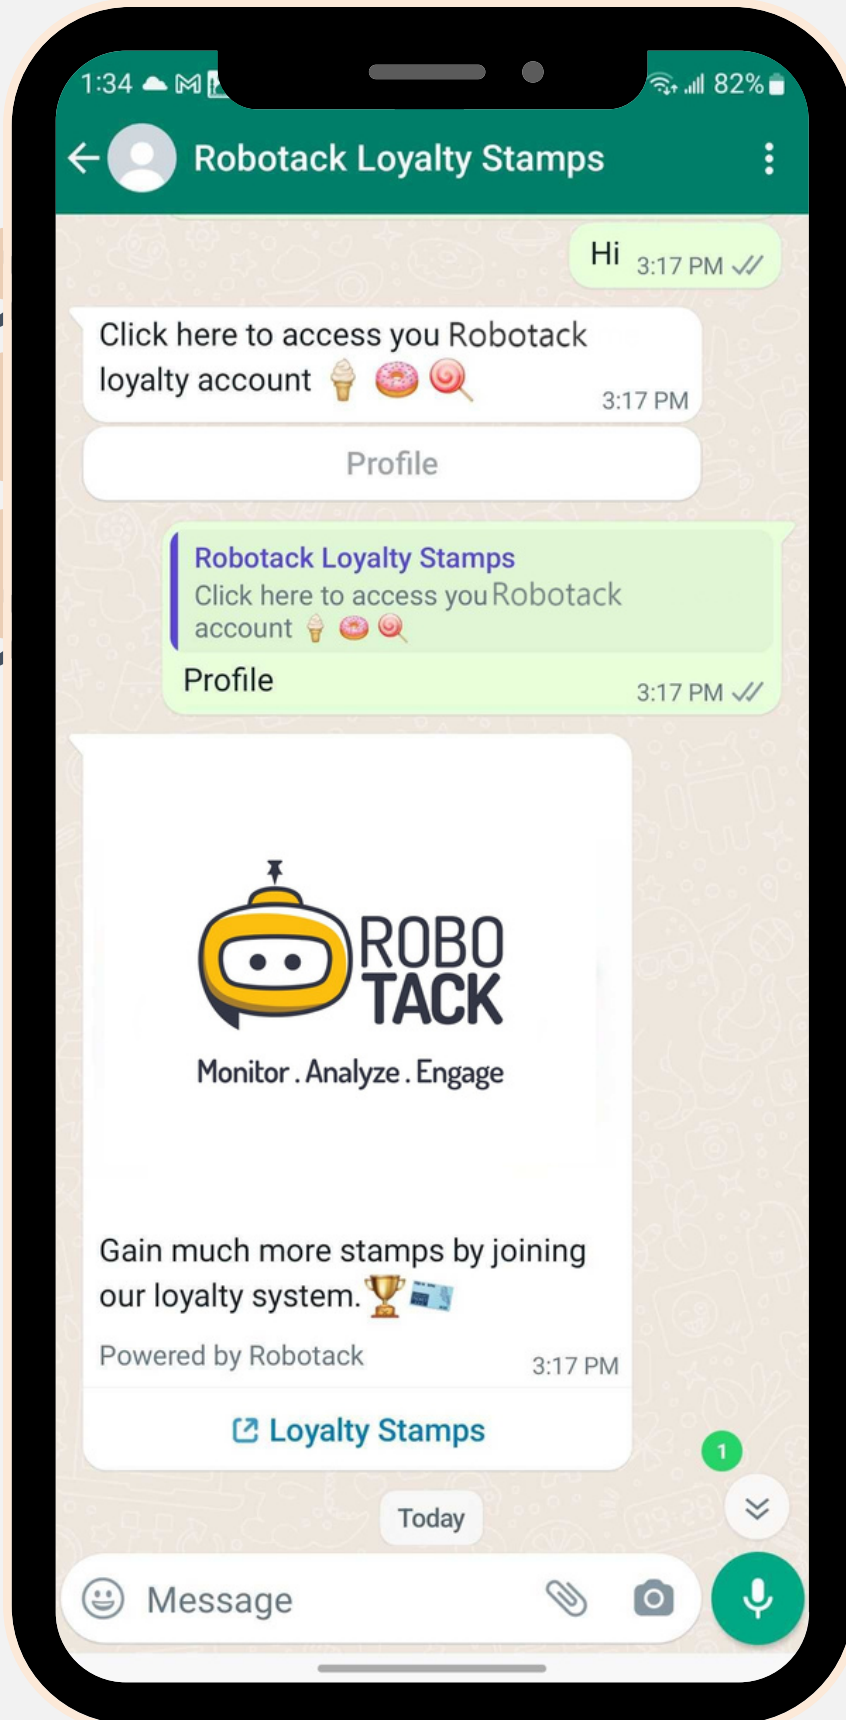 1:34
82%
Robotack Loyalty Stamps
Hi 3:17 PM
Click here to access you Robotack
loyalty account
3:17 PM
Profile
Robotack Loyalty Stamps
Click here to access you Robotack
account
Profile
3:17 PM
ROBO
TACK
Monitor . Analyze . Engage
Gain much more stamps by joining
our loyalty system.
Powered by Robotack
3:17 PM
Loyalty Stamps
1
Today
Message